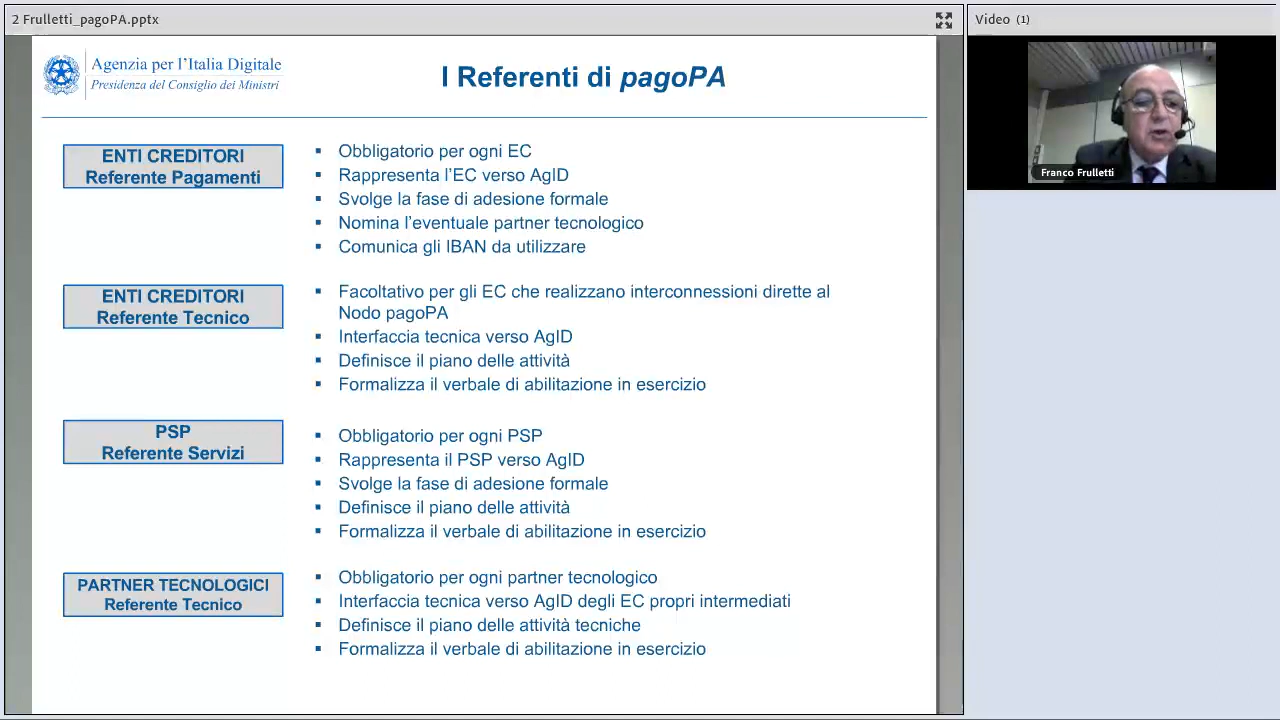 2 Frulletti_pagoPA.pptx
Video (1)
Agenzia per l'Italia Digitale
Presidenza del Consiglio dei Ministri
I Referenti di pagoPA
Franco Frulletti
ENTI CREDITORI
Referente Pagamenti
▪ Obbligatorio per ogni EC
▪ Rappresenta l'EC verso AgID
▪ Svolge la fase di adesione formale
▪ Nomina l'eventuale partner tecnologico
▪ Comunica gli IBAN da utilizzare
ENTI CREDITORI
Referente Tecnico
▪ Facoltativo per gli EC che realizzano interconnessioni dirette al
Nodo pagoPA
▪ Interfaccia tecnica verso AgID
▪ Definisce il piano delle attività
▪ Formalizza il verbale di abilitazione in esercizio
PSP
Referente Servizi
▪ Obbligatorio per ogni PSP
▪ Rappresenta il PSP verso AgID
▪ Svolge la fase di adesione formale
▪ Definisce il piano delle attività
▪ Formalizza il verbale di abilitazione in esercizio
PARTNER TECNOLOGICI
Referente Tecnico
▪ Obbligatorio per ogni partner tecnologico
▪ Interfaccia tecnica verso AgID degli EC propri intermediati
▪ Definisce il piano delle attività tecniche
▪ Formalizza il verbale di abilitazione in esercizio